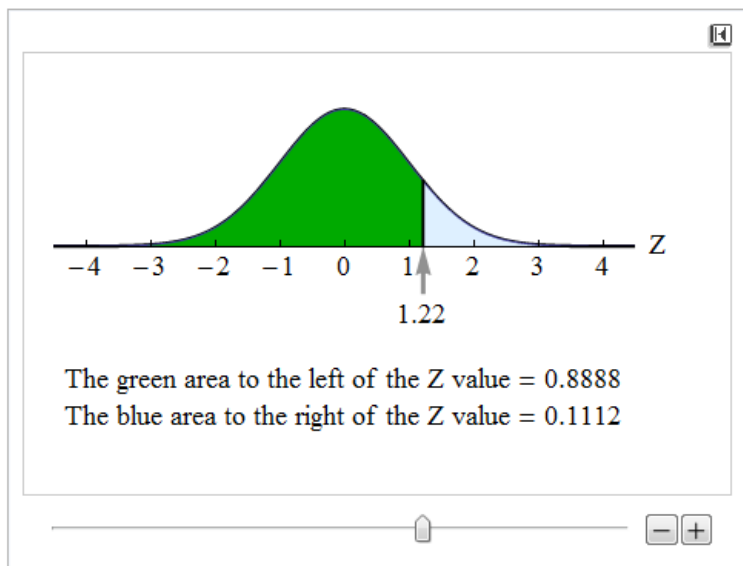 Z
−4 −3 −2 −1 0 1 2 3 4
1.22
The green area to the left of the Z value = 0.8888
The blue area to the right of the Z value = 0.1112
− +